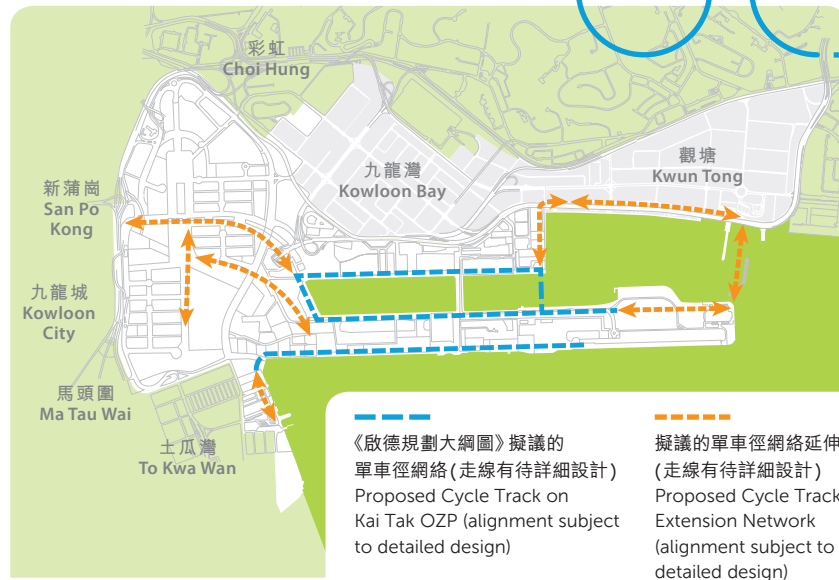 彩虹
Choi Hung
九龍灣
Kowloon Bay
觀塘
Kwun Tong
新蒲崗
San Po
Kong
九龍城
Kowloon
City
馬頭圍
Ma Tau Wai
土瓜灣
To Kwa Wan
《啟德規劃大綱圖》擬議的
單車徑網絡(走線有待詳細設計)
Proposed Cycle Track on
Kai Tak OZP (alignment subject
to detailed design)
擬議的單車徑網絡延伸
(走線有待詳細設計)
Proposed Cycle Track
Extension Network
(alignment subject to
detailed design)